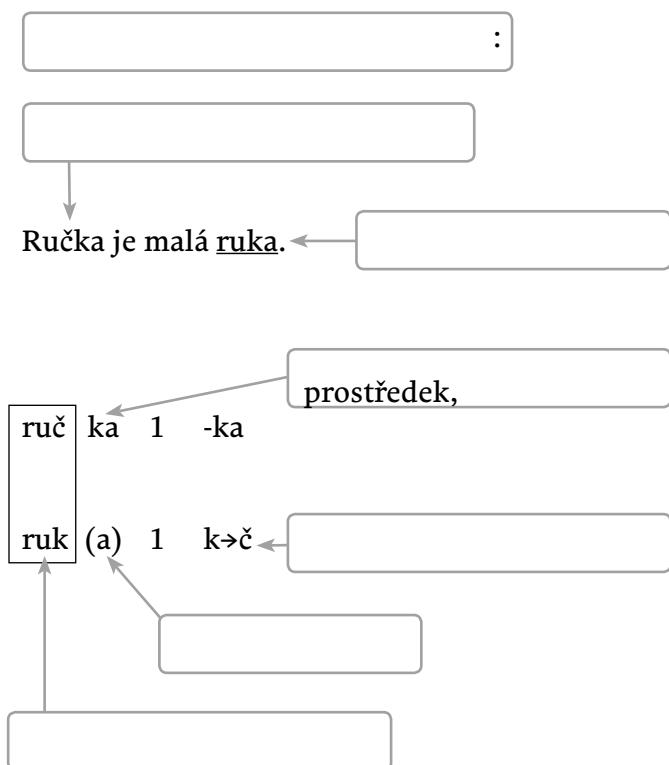 :
Ručka je malá ruka.
prostředek,
ruč ka 1 -ka
ruk (a) 1 k→č